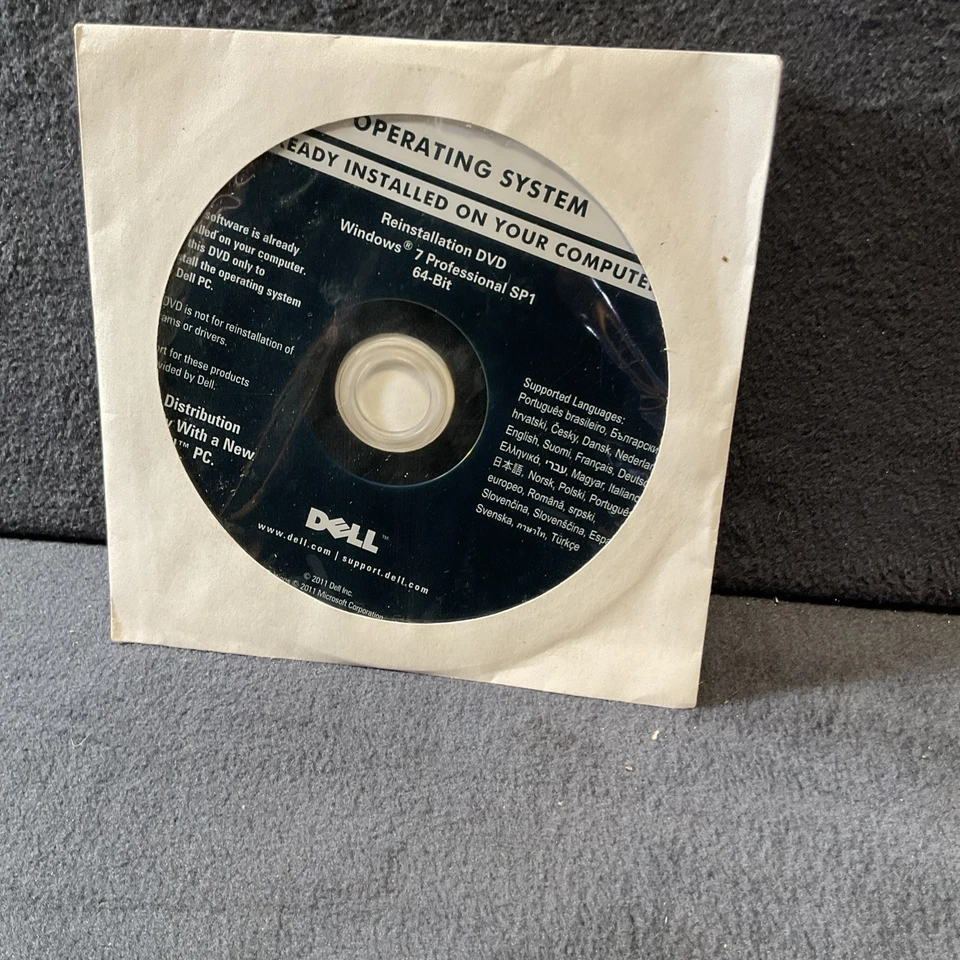 OPERATING SYSTEM
EADY INSTALLED ON YOUR COMPUTE
Reinstallation DVD
Windows® 7 Professional SP1
64-Bit
software is already
lled on your computer.
this DVD only to
tall the operating system
Dell PC.
DVD is not for reinstallation of
ams or drivers.
rt for these products
vided by Dell.
Distribution
y With a New
l™ PC.
Supported Languages:
Português brasileiro, Български
hrvatski, Česky, Dansk, Nederlan
English, Suomi, Français, Deutsc
Ελληνικά, עברי, Magyar, Italiano
日本語, Norsk, Polski, Portuguê
europeo, Română, srpski,
Slovenčina, Slovenščina, Espa
Svenska, ภาษาไทย, Türkçe
DELL™
www.dell.com | support.dell.com
© 2011 Dell Inc.
© 2011 Microsoft Corporation